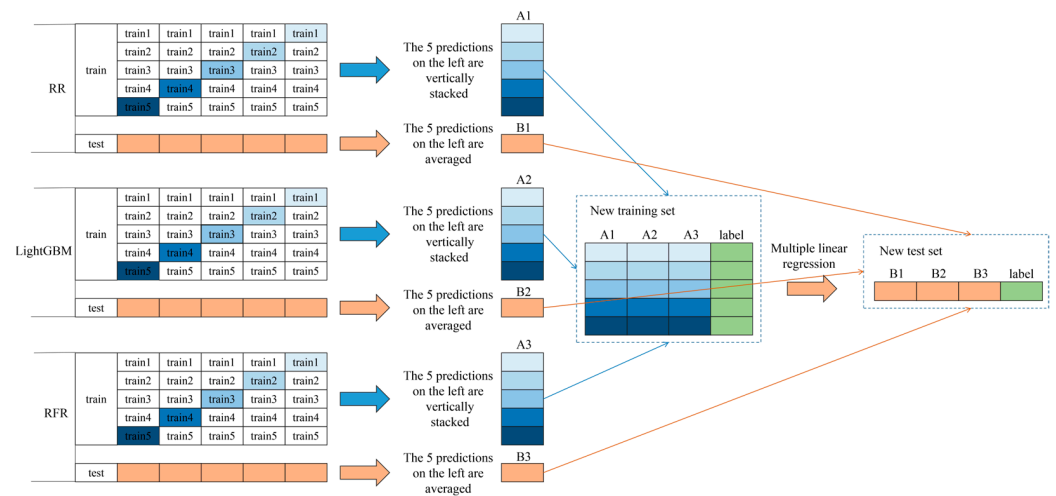 RR
train
train1 train1 train1 train1 train1
train2 train2 train2 train2 train2
train3 train3 train3 train3 train3
train4 train4 train4 train4 train4
train5 train5 train5 train5 train5
The 5 predictions
on the left are
vertically
stacked
A1
test
The 5 predictions
on the left are
averaged
B1
LightGBM
train
train1 train1 train1 train1 train1
train2 train2 train2 train2 train2
train3 train3 train3 train3 train3
train4 train4 train4 train4 train4
train5 train5 train5 train5 train5
The 5 predictions
on the left are
vertically
stacked
A2
test
The 5 predictions
on the left are
averaged
B2
RFR
train
train1 train1 train1 train1 train1
train2 train2 train2 train2 train2
train3 train3 train3 train3 train3
train4 train4 train4 train4 train4
train5 train5 train5 train5 train5
The 5 predictions
on the left are
vertically
stacked
A3
test
The 5 predictions
on the left are
averaged
B3
New training set
A1 A2 A3 label
Multiple linear
regression
New test set
B1 B2 B3 label